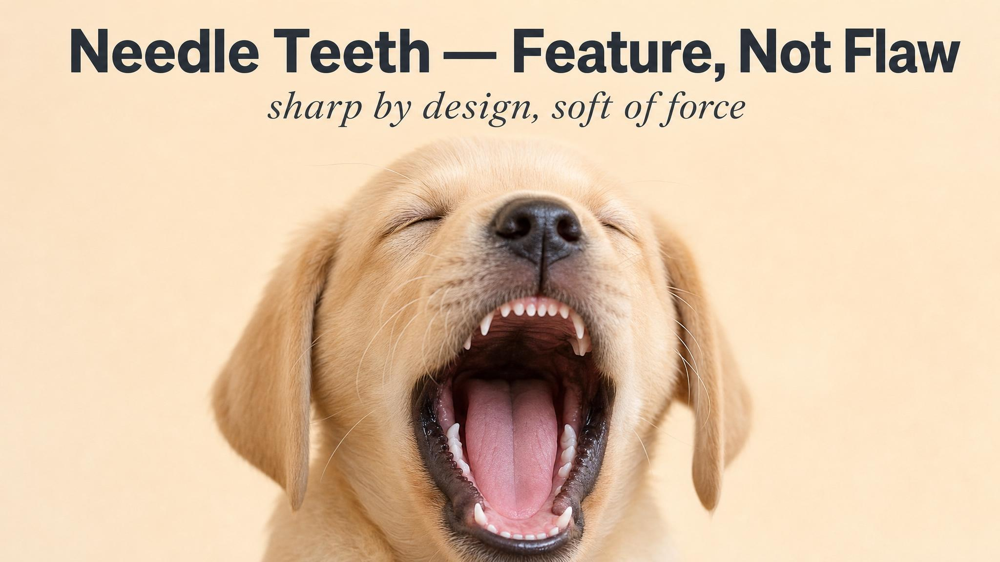 Needle Teeth — Feature, Not Flaw
sharp by design, soft of force